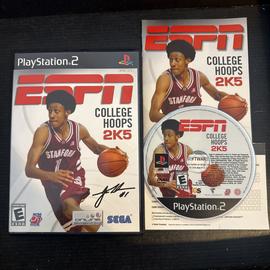 PlayStation 2
ESPN
COLLEGE
HOOPS
2K5
STANFORD
1
E
SEGA
ESPN
COLLEGE
HOOPS
2K5
STANFORD
ESPN
COLLEGE
HOOPS
2K5
E
PlayStation 2